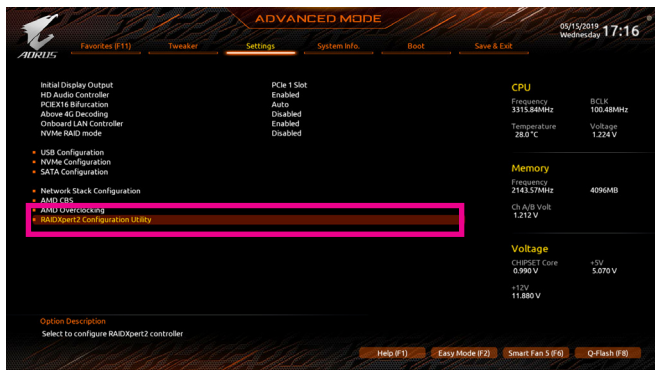 ADVANCED MODE
05/15/2019 17:16
Wednesday
AORUS
Favorites (F11) Tweaker Settings System Info. Boot Save & Exit
Initial Display Output PCIe 1 Slot
HD Audio Controller Enabled
PCIEX16 Bifurcation Auto
Above 4G Decoding Disabled
Onboard LAN Controller Enabled
NVMe RAID mode Disabled
USB Configuration
NVMe Configuration
SATA Configuration
Network Stack Configuration
AMD CBS
AMD Overclocking
RAIDXpert2 Configuration Utility
CPU
Frequency BCLK
3315.84MHz 100.48MHz
Temperature Voltage
28.0 °C 1.224 V
Memory
Frequency
2143.57MHz 4096MB
Ch A/B Volt
1.212 V
Voltage
CHIPSET Core +5V
0.990 V 5.070 V
+12V
11.880 V
Option Description
Select to configure RAIDXpert2 controller
Help (F1) Easy Mode (F2) Smart Fan 5 (F6) Q-Flash (F8)